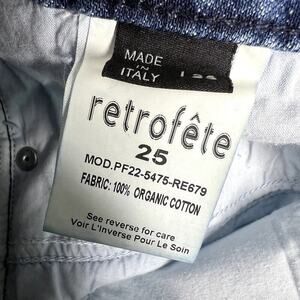 MADE
IN
ITALY
retrofête
25
MOD.PF22-5475-RE679
FABRIC: 100% ORGANIC COTTON
See reverse for care
Voir L'Inverse Pour Le Soin